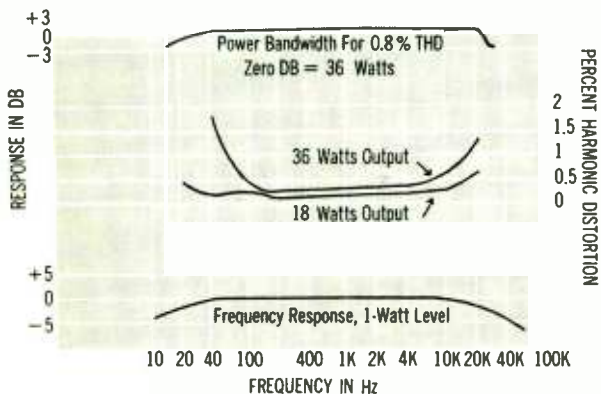 +3
0
−3
Power Bandwidth For 0.8% THD
Zero DB = 36 Watts
RESPONSE IN DB
PERCENT HARMONIC DISTORTION
2
1.5
1
0.5
0
36 Watts Output
18 Watts Output
+5
0
−5
Frequency Response, 1-Watt Level
10 20 40 100 400 1K 2K 4K 10K 20K 40K 100K
FREQUENCY IN Hz